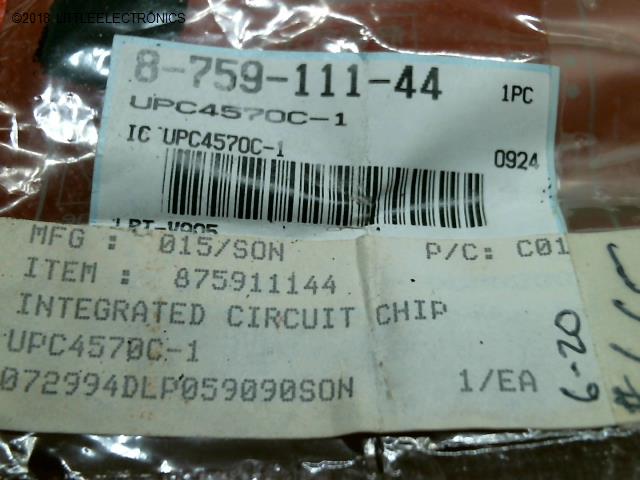 ©2018 LITTLEELECTRONICS
8-759-111-44
1PC
UPC4570C-1
IC UPC4570C-1
0924
MFG : 015/SON P/C: C01
ITEM : 875911144
INTEGRATED CIRCUIT CHIP
UPC4570C-1
072994DLP059090SON 1/EA
6-20